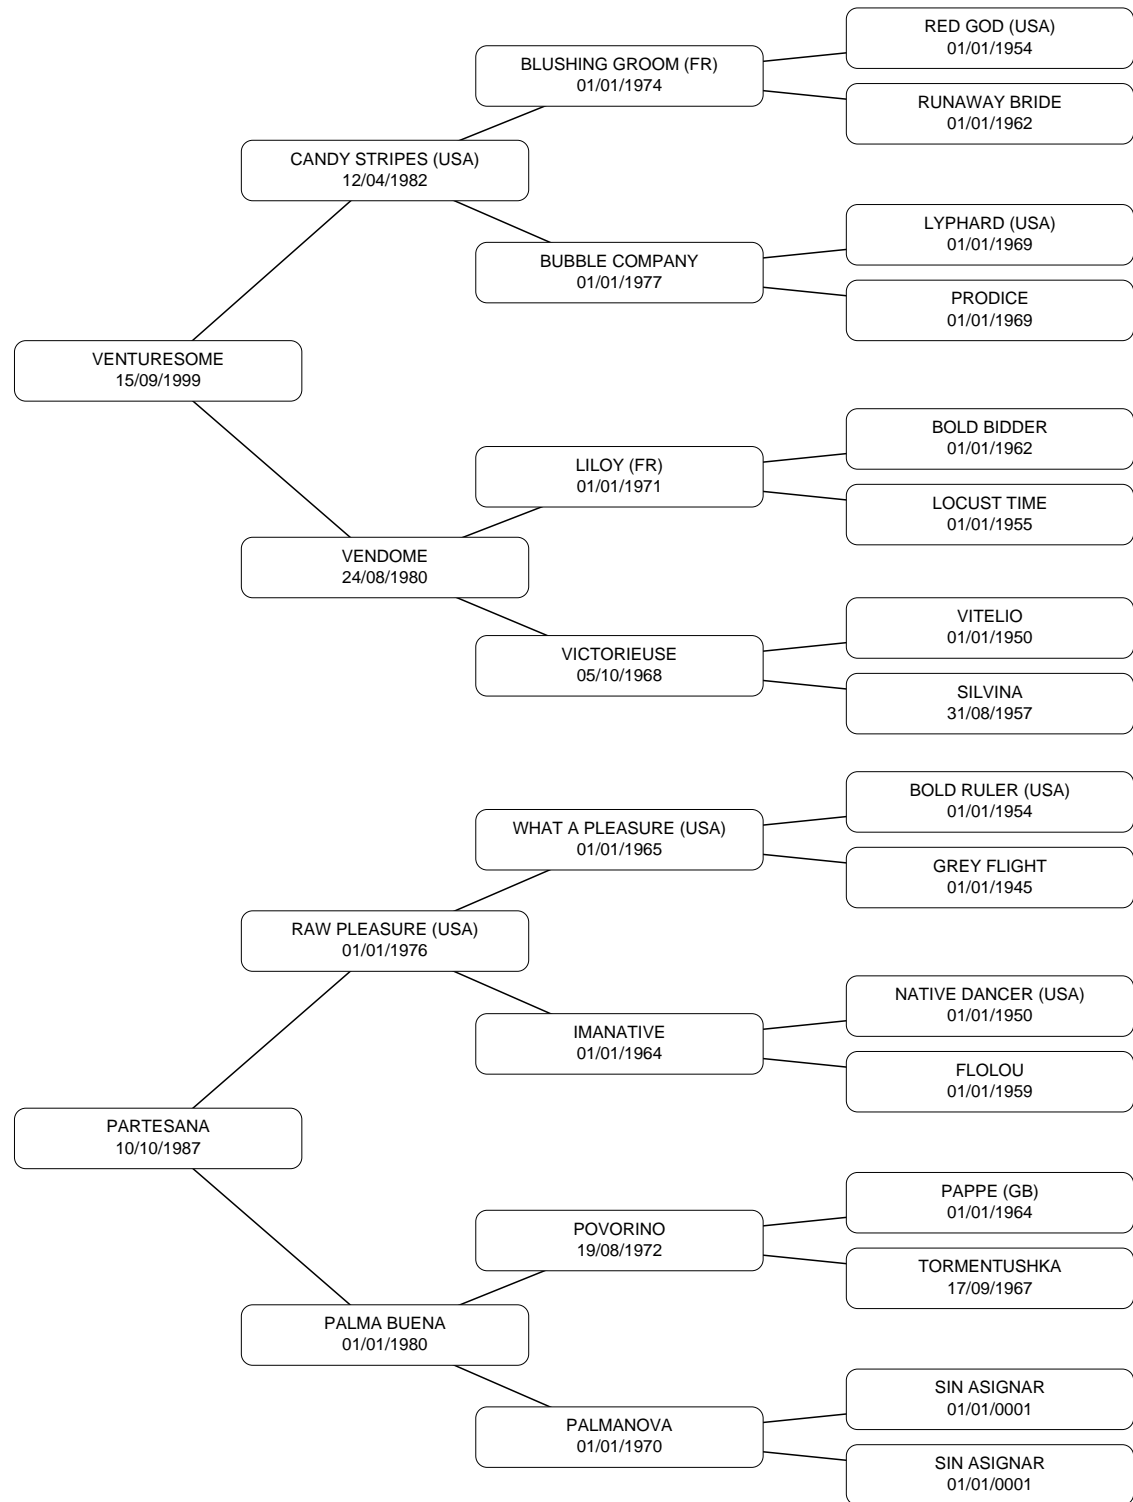 RED GOD (USA)
01/01/1954
BLUSHING GROOM (FR)
01/01/1974
RUNAWAY BRIDE
01/01/1962
CANDY STRIPES (USA)
12/04/1982
LYPHARD (USA)
01/01/1969
BUBBLE COMPANY
01/01/1977
PRODICE
01/01/1969
VENTURESOME
15/09/1999
BOLD BIDDER
01/01/1962
LILOY (FR)
01/01/1971
LOCUST TIME
01/01/1955
VENDOME
24/08/1980
VITELIO
01/01/1950
VICTORIEUSE
05/10/1968
SILVINA
31/08/1957
BOLD RULER (USA)
01/01/1954
WHAT A PLEASURE (USA)
01/01/1965
GREY FLIGHT
01/01/1945
RAW PLEASURE (USA)
01/01/1976
NATIVE DANCER (USA)
01/01/1950
IMANATIVE
01/01/1964
FLOLOU
01/01/1959
PARTESANA
10/10/1987
PAPPE (GB)
01/01/1964
POVORINO
19/08/1972
TORMENTUSHKA
17/09/1967
PALMA BUENA
01/01/1980
SIN ASIGNAR
01/01/0001
PALMANOVA
01/01/1970
SIN ASIGNAR
01/01/0001